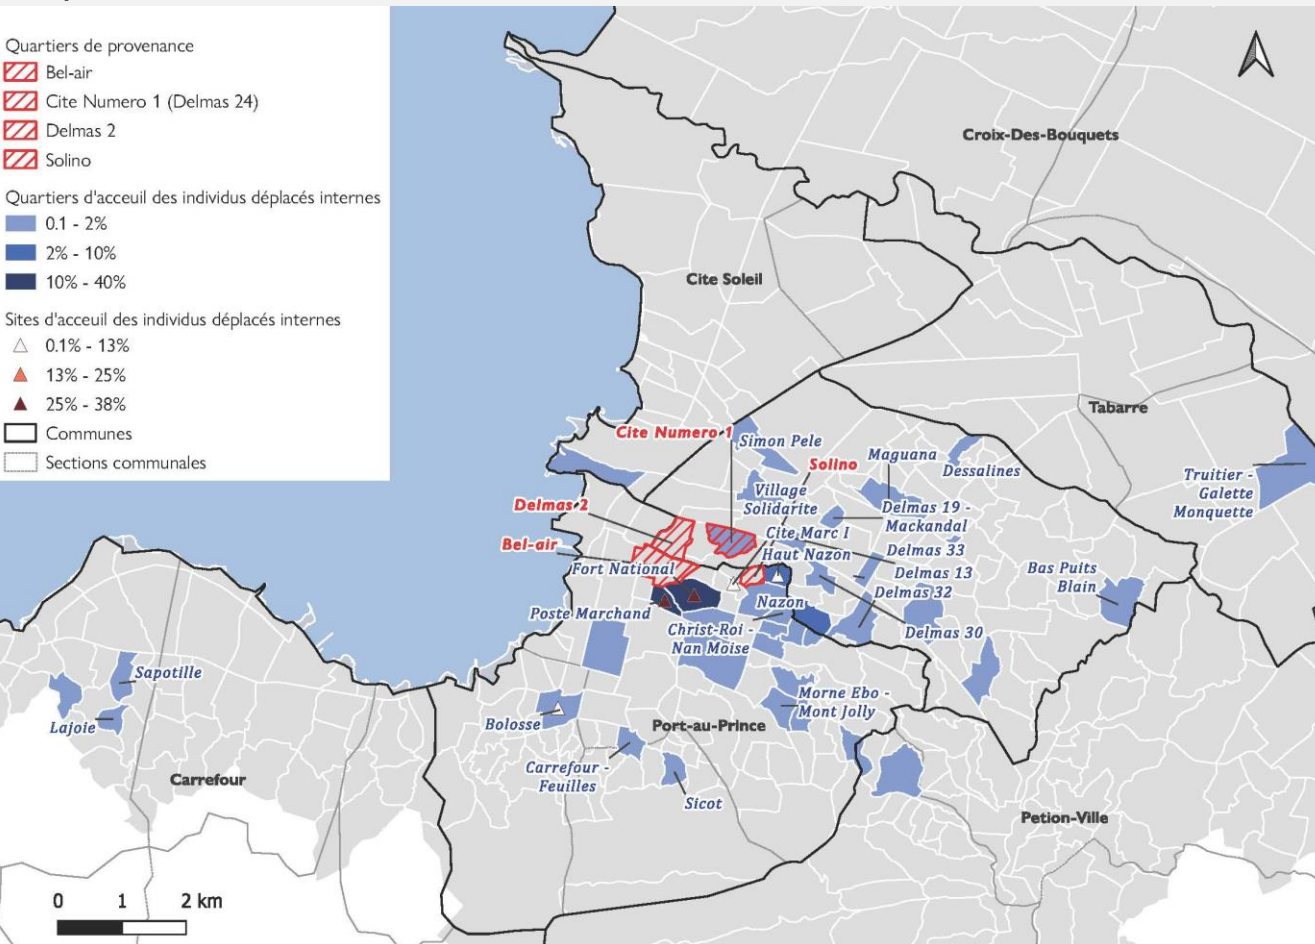 Quartiers de provenance
Bel-air
Cite Numero 1 (Delmas 24)
Delmas 2
Solino
Quartiers d'acceuil des individus déplacés internes
0.1 - 2%
2% - 10%
10% - 40%
Sites d'acceuil des individus déplacés internes
0.1% - 13%
13% - 25%
25% - 38%
Communes
Sections communales
Croix-Des-Bouquets
Cite Soleil
Tabarre
Cite Numero 1
Simon Pele
Solino
Maguana
Dessalines
Truitier -
Galette
Monquette
Village
Solidarite
Delmas 2
Delmas 19 -
Mackandal
Cite Marc I
Bel-air
Haut Nazon
Delmas 33
Fort National
Delmas 13
Bas Puits
Blain
Delmas 32
Nazon
Poste Marchand
Christ-Roi -
Nan Moise
Delmas 30
Sapotille
Morne Ebo -
Mont Jolly
Lajoie
Bolosse
Port-au-Prince
Carrefour -
Feuilles
Carrefour
Sicot
Petion-Ville
0 1 2 km